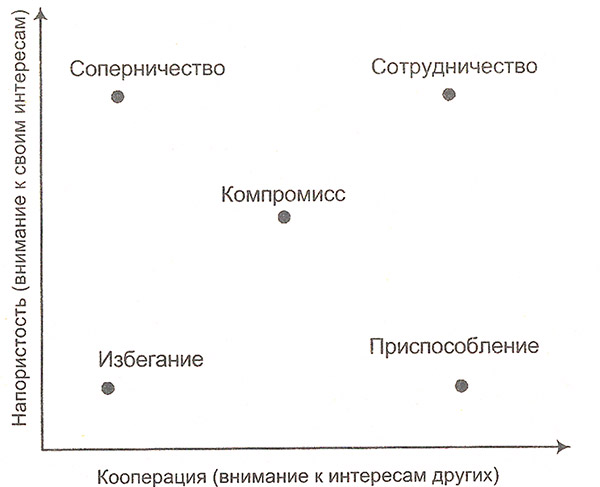 Соперничество
Сотрудничество
Компромисс
Избегание
Приспособление
Напористость (внимание к своим интересам)
Кооперация (внимание к интересам других)